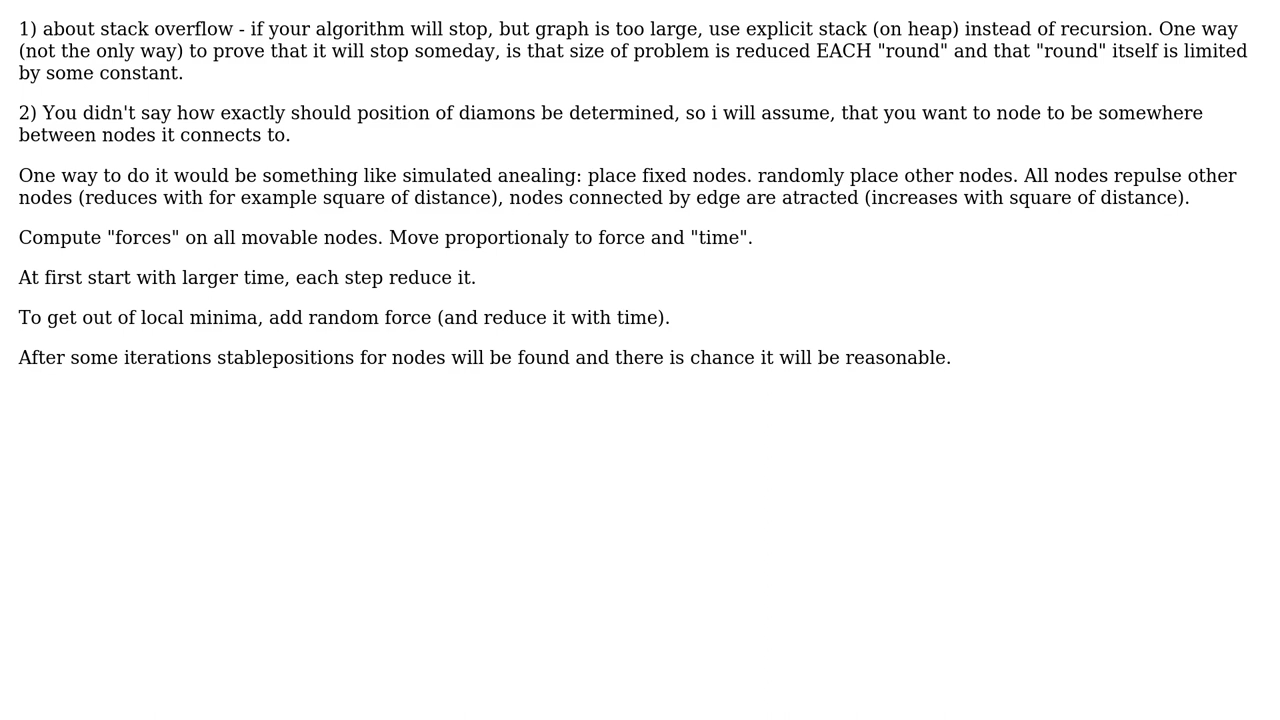 1) about stack overflow - if your algorithm will stop, but graph is too large, use explicit stack (on heap) instead of recursion. One way
(not the only way) to prove that it will stop someday, is that size of problem is reduced EACH "round" and that "round" itself is limited
by some constant.
2) You didn't say how exactly should position of diamons be determined, so i will assume, that you want to node to be somewhere
between nodes it connects to.
One way to do it would be something like simulated anealing: place fixed nodes. randomly place other nodes. All nodes repulse other
nodes (reduces with for example square of distance), nodes connected by edge are atracted (increases with square of distance).
Compute "forces" on all movable nodes. Move proportionaly to force and "time".
At first start with larger time, each step reduce it.
To get out of local minima, add random force (and reduce it with time).
After some iterations stablepositions for nodes will be found and there is chance it will be reasonable.